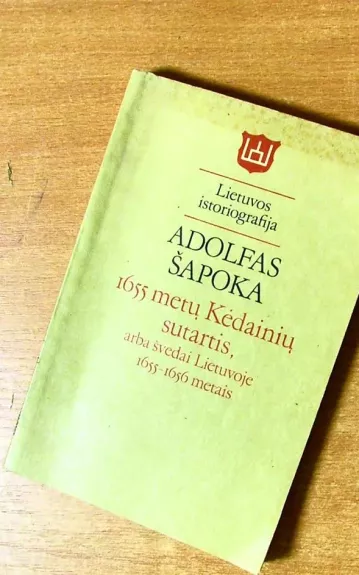 Lietuvos
istoriografija
ADOLFAS
ŠAPOKA
1655 metų Kėdainių
sutartis,
arba švedai Lietuvoje
1655–1656 metais